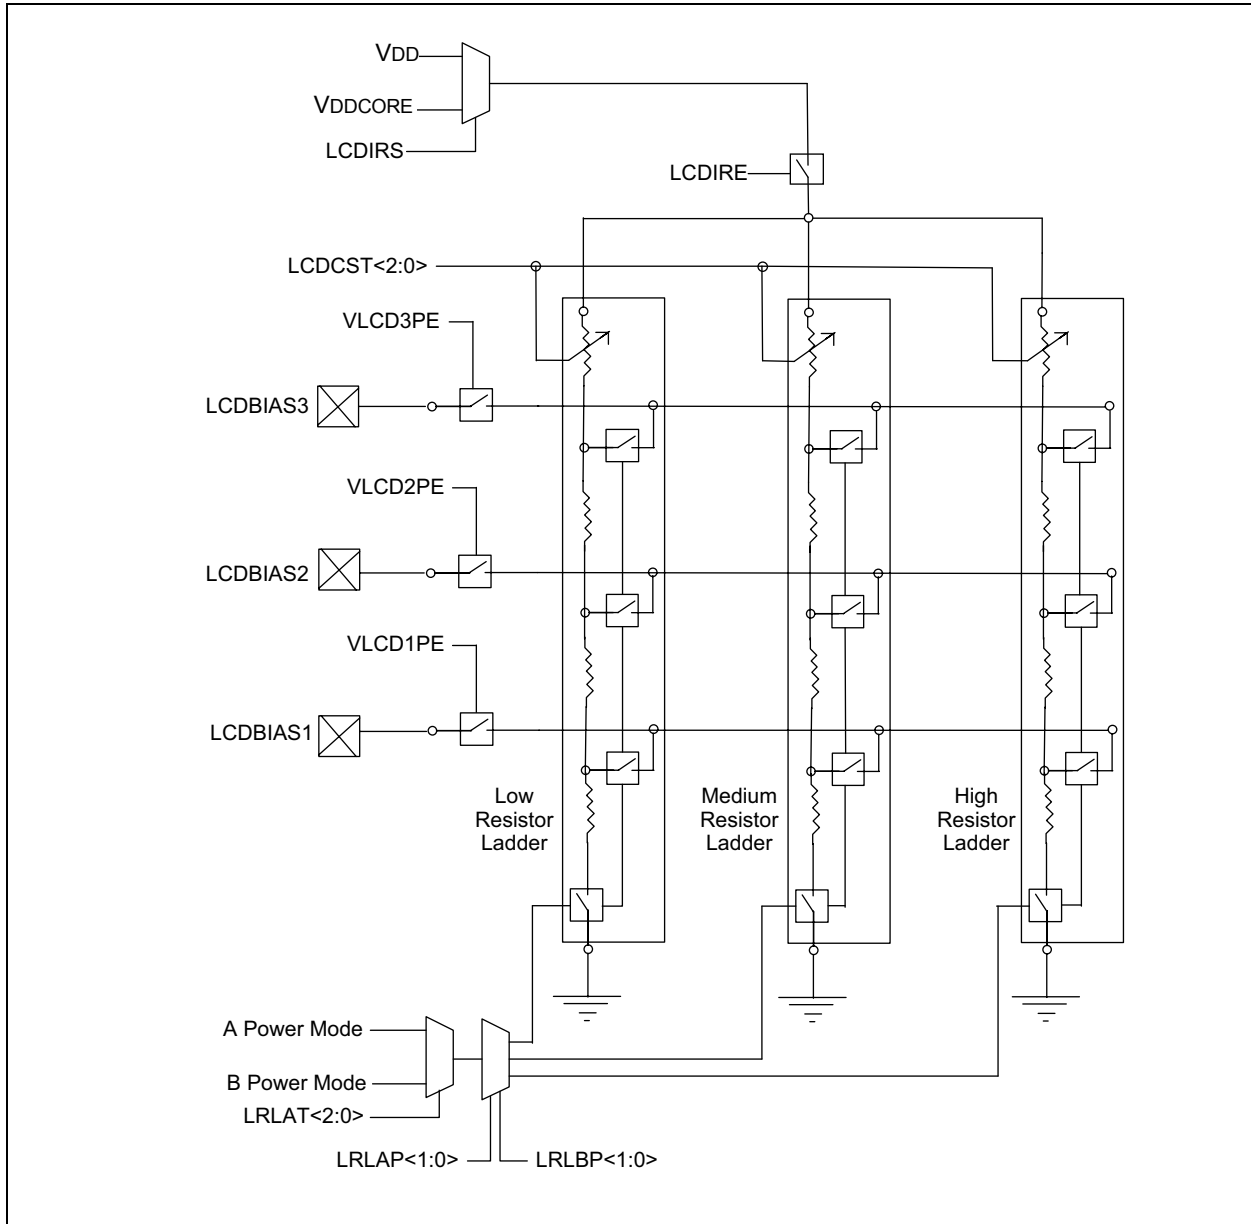 VDD
VDDCORE
LCDIRS
LCDIRE
LCDCST<2:0>
VLCD3PE
LCDBIAS3
VLCD2PE
LCDBIAS2
VLCD1PE
LCDBIAS1
Low
Resistor
Ladder
Medium
Resistor
Ladder
High
Resistor
Ladder
A Power Mode
B Power Mode
LRLAT<2:0>
LRLAP<1:0>
LRLBP<1:0>